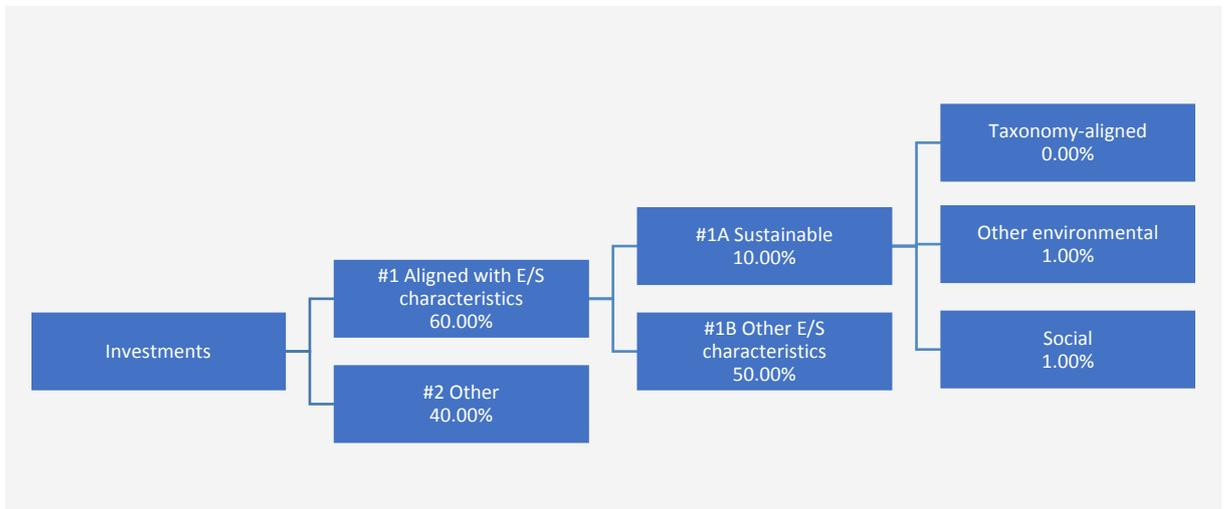 Investments
#1 Aligned with E/S
characteristics
60.00%
#2 Other
40.00%
#1A Sustainable
10.00%
#1B Other E/S
characteristics
50.00%
Taxonomy-aligned
0.00%
Other environmental
1.00%
Social
1.00%